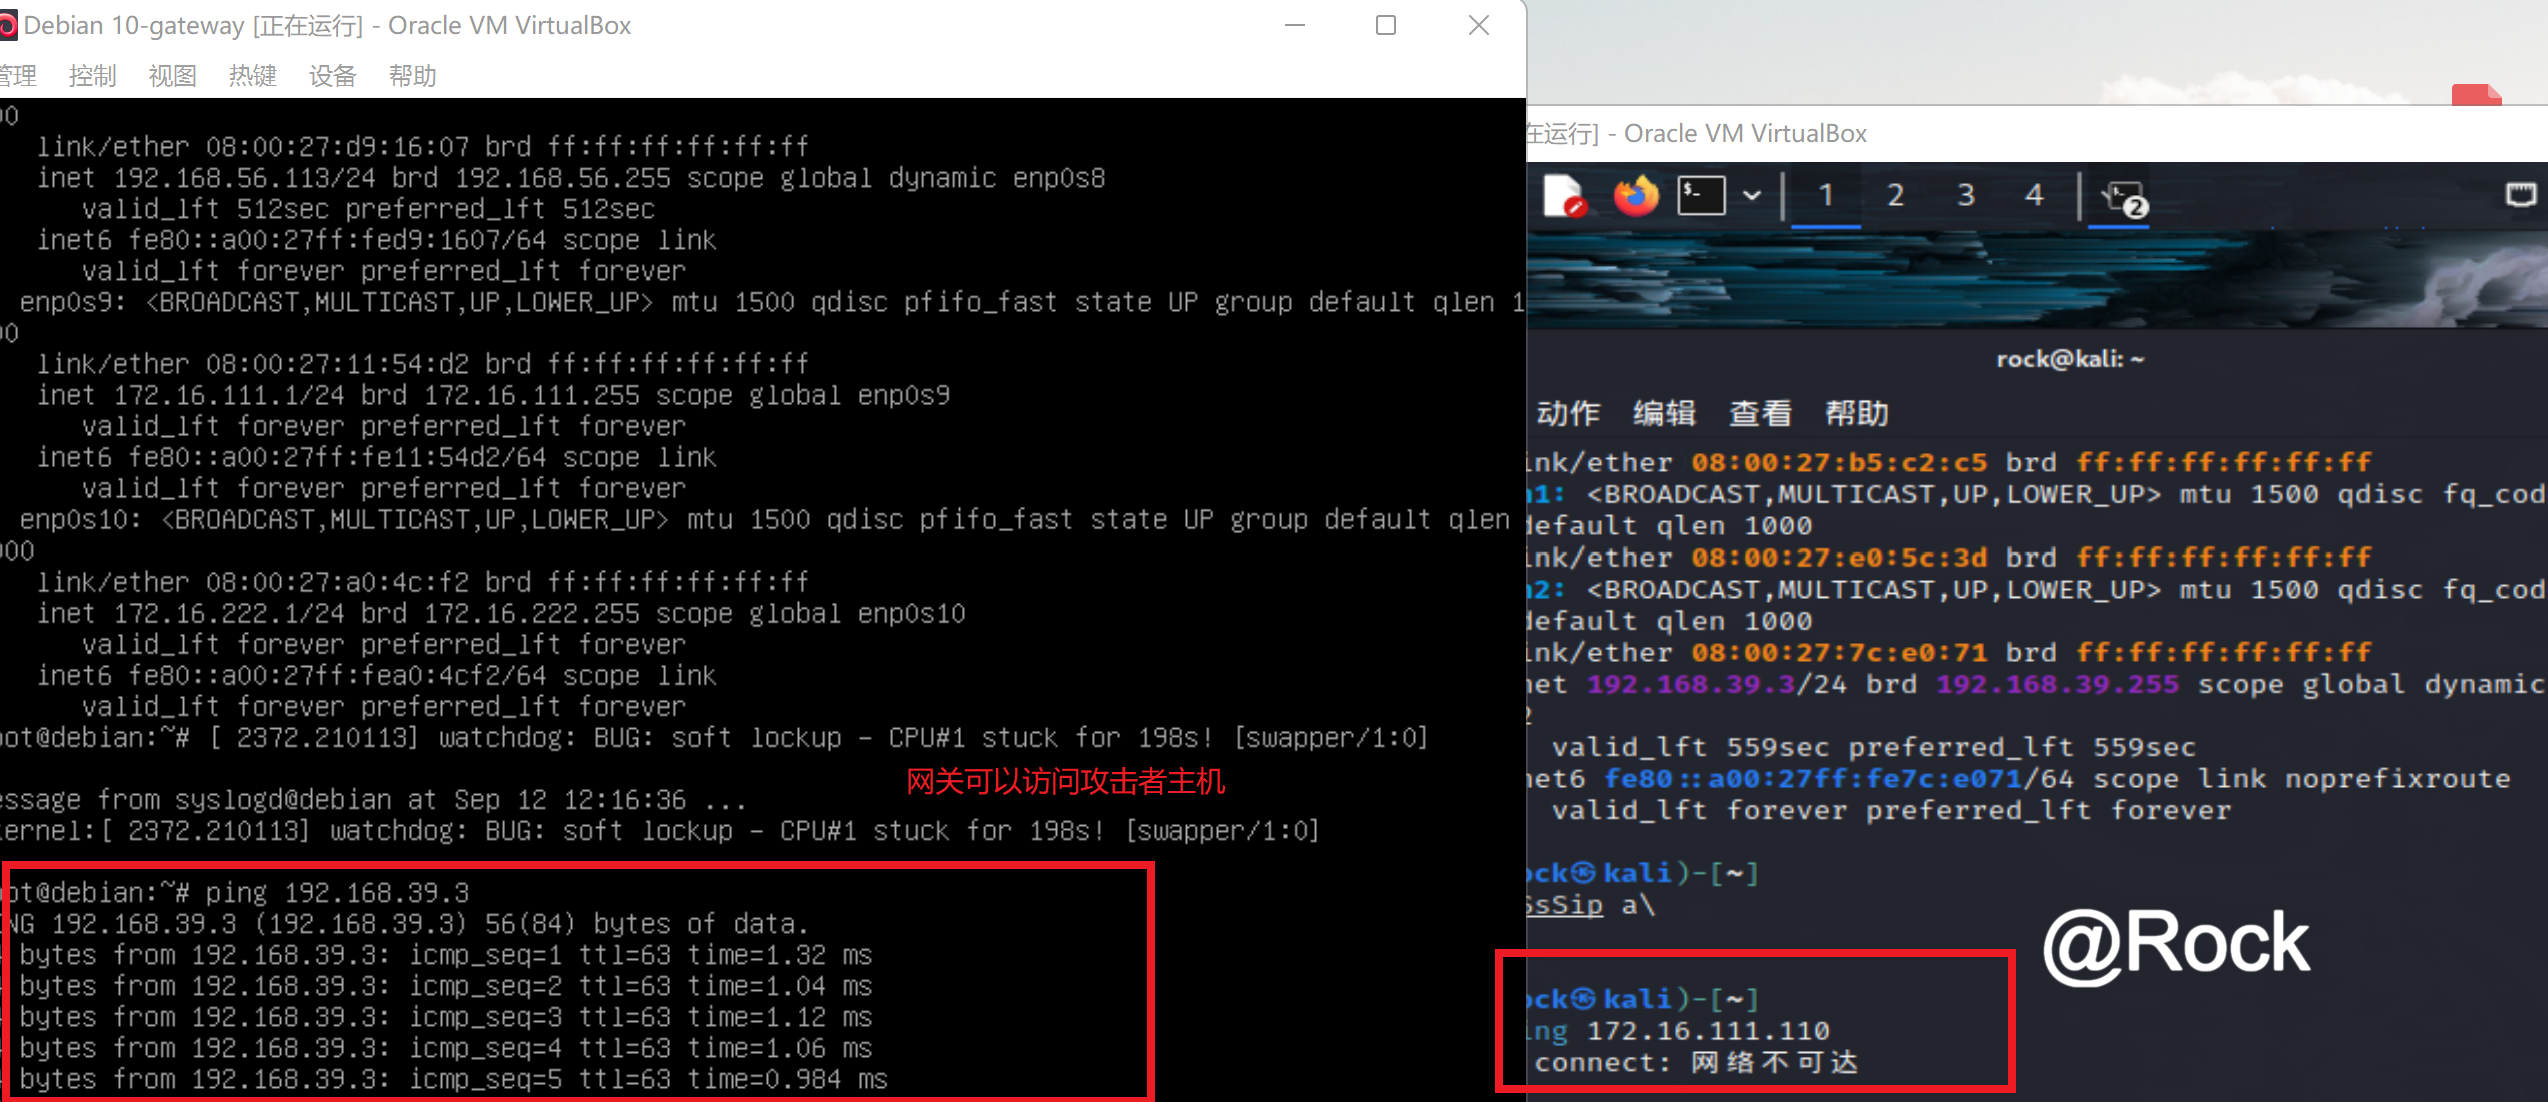 Debian 10-gateway [正在运行] - Oracle VM VirtualBox
管理 控制 视图 热键 设备 帮助
00
link/ether 08:00:27:d9:16:07 brd ff:ff:ff:ff:ff:ff
inet 192.168.56.113/24 brd 192.168.56.255 scope global dynamic enp0s8
valid_lft 512sec preferred_lft 512sec
inet6 fe80::a00:27ff:fed9:1607/64 scope link
valid_lft forever preferred_lft forever
enp0s9: <BROADCAST,MULTICAST,UP,LOWER_UP> mtu 1500 qdisc pfifo_fast state UP group default qlen 1
00
link/ether 08:00:27:11:54:d2 brd ff:ff:ff:ff:ff:ff
inet 172.16.111.1/24 brd 172.16.111.255 scope global enp0s9
valid_lft forever preferred_lft forever
inet6 fe80::a00:27ff:fe11:54d2/64 scope link
valid_lft forever preferred_lft forever
enp0s10: <BROADCAST,MULTICAST,UP,LOWER_UP> mtu 1500 qdisc pfifo_fast state UP group default qlen
000
link/ether 08:00:27:a0:4c:f2 brd ff:ff:ff:ff:ff:ff
inet 172.16.222.1/24 brd 172.16.222.255 scope global enp0s10
valid_lft forever preferred_lft forever
inet6 fe80::a00:27ff:fea0:4cf2/64 scope link
valid_lft forever preferred_lft forever
oot@debian:~# [ 2372.210113] watchdog: BUG: soft lockup - CPU#1 stuck for 198s! [swapper/1:0]
网关可以访问攻击者主机
essage from syslogd@debian at Sep 12 12:16:36 ...
kernel:[ 2372.210113] watchdog: BUG: soft lockup - CPU#1 stuck for 198s! [swapper/1:0]
oot@debian:~# ping 192.168.39.3
NG 192.168.39.3 (192.168.39.3) 56(84) bytes of data.
bytes from 192.168.39.3: icmp_seq=1 ttl=63 time=1.32 ms
bytes from 192.168.39.3: icmp_seq=2 ttl=63 time=1.04 ms
bytes from 192.168.39.3: icmp_seq=3 ttl=63 time=1.12 ms
bytes from 192.168.39.3: icmp_seq=4 ttl=63 time=1.06 ms
bytes from 192.168.39.3: icmp_seq=5 ttl=63 time=0.984 ms
在运行] - Oracle VM VirtualBox
$-
1 2 3 4
2
rock@kali: ~
动作 编辑 查看 帮助
ink/ether 08:00:27:b5:c2:c5 brd ff:ff:ff:ff:ff:ff
h1: <BROADCAST,MULTICAST,UP,LOWER_UP> mtu 1500 qdisc fq_cod
default qlen 1000
ink/ether 08:00:27:e0:5c:3d brd ff:ff:ff:ff:ff:ff
h2: <BROADCAST,MULTICAST,UP,LOWER_UP> mtu 1500 qdisc fq_cod
default qlen 1000
ink/ether 08:00:27:7c:e0:71 brd ff:ff:ff:ff:ff:ff
net 192.168.39.3/24 brd 192.168.39.255 scope global dynamic
2
valid_lft 559sec preferred_lft 559sec
net6 fe80::a00:27ff:fe7c:e071/64 scope link noprefixroute
valid_lft forever preferred_lft forever
ock㉿kali)-[~]
SsSip a\
@Rock
ock㉿kali)-[~]
ing 172.16.111.110
connect: 网络不可达